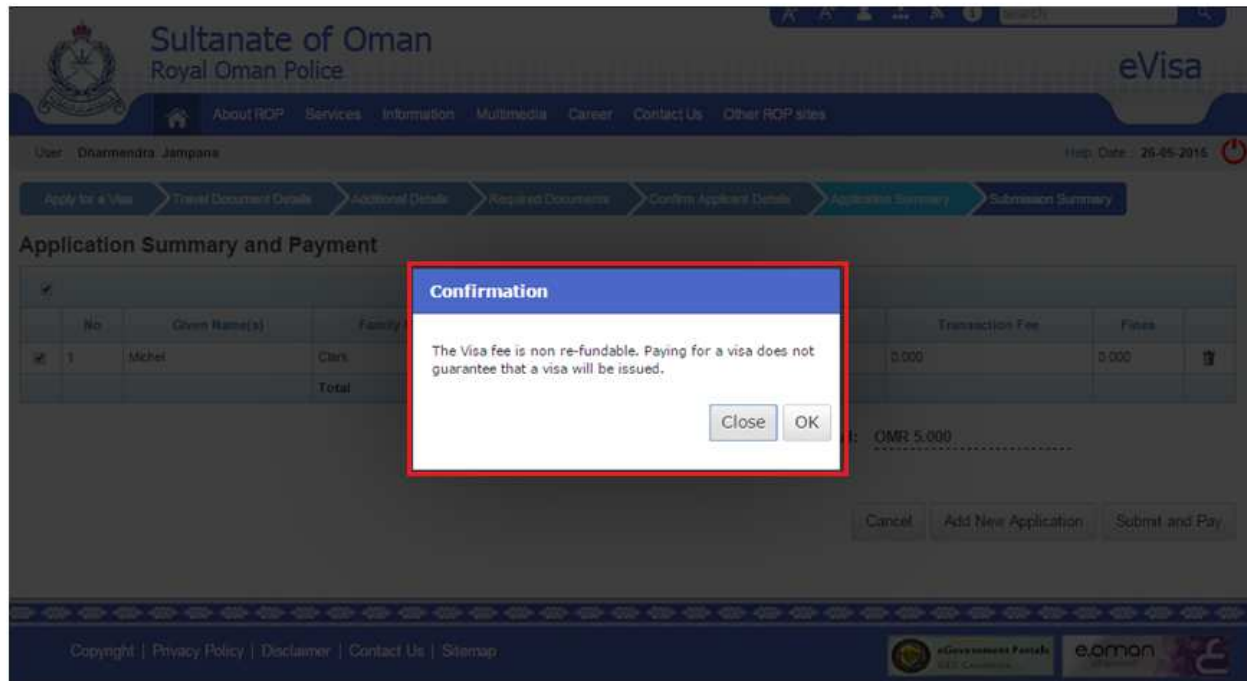 A⁺ A⁻ Search
Sultanate of Oman
Royal Oman Police
eVisa
About ROP Services Information Multimedia Career Contact Us Other ROP sites
User Dharmendra Jampana Help Date : 26-05-2015
Apply for a Visa Travel Document Details Additional Details Required Documents Confirm Applicant Details Application Summary Submission Summary
Application Summary and Payment
Confirmation
No Given Name(s) Family Transaction Fee Fines
The Visa fee is non re-fundable. Paying for a visa does not
guarantee that a visa will be issued.
1 Michel Clark 0.000 0.000
Total
Close OK
OMR 5.000
Cancel Add New Application Submit and Pay
Copyright | Privacy Policy | Disclaimer | Contact Us | Sitemap
eGovernment Portals
e.oman